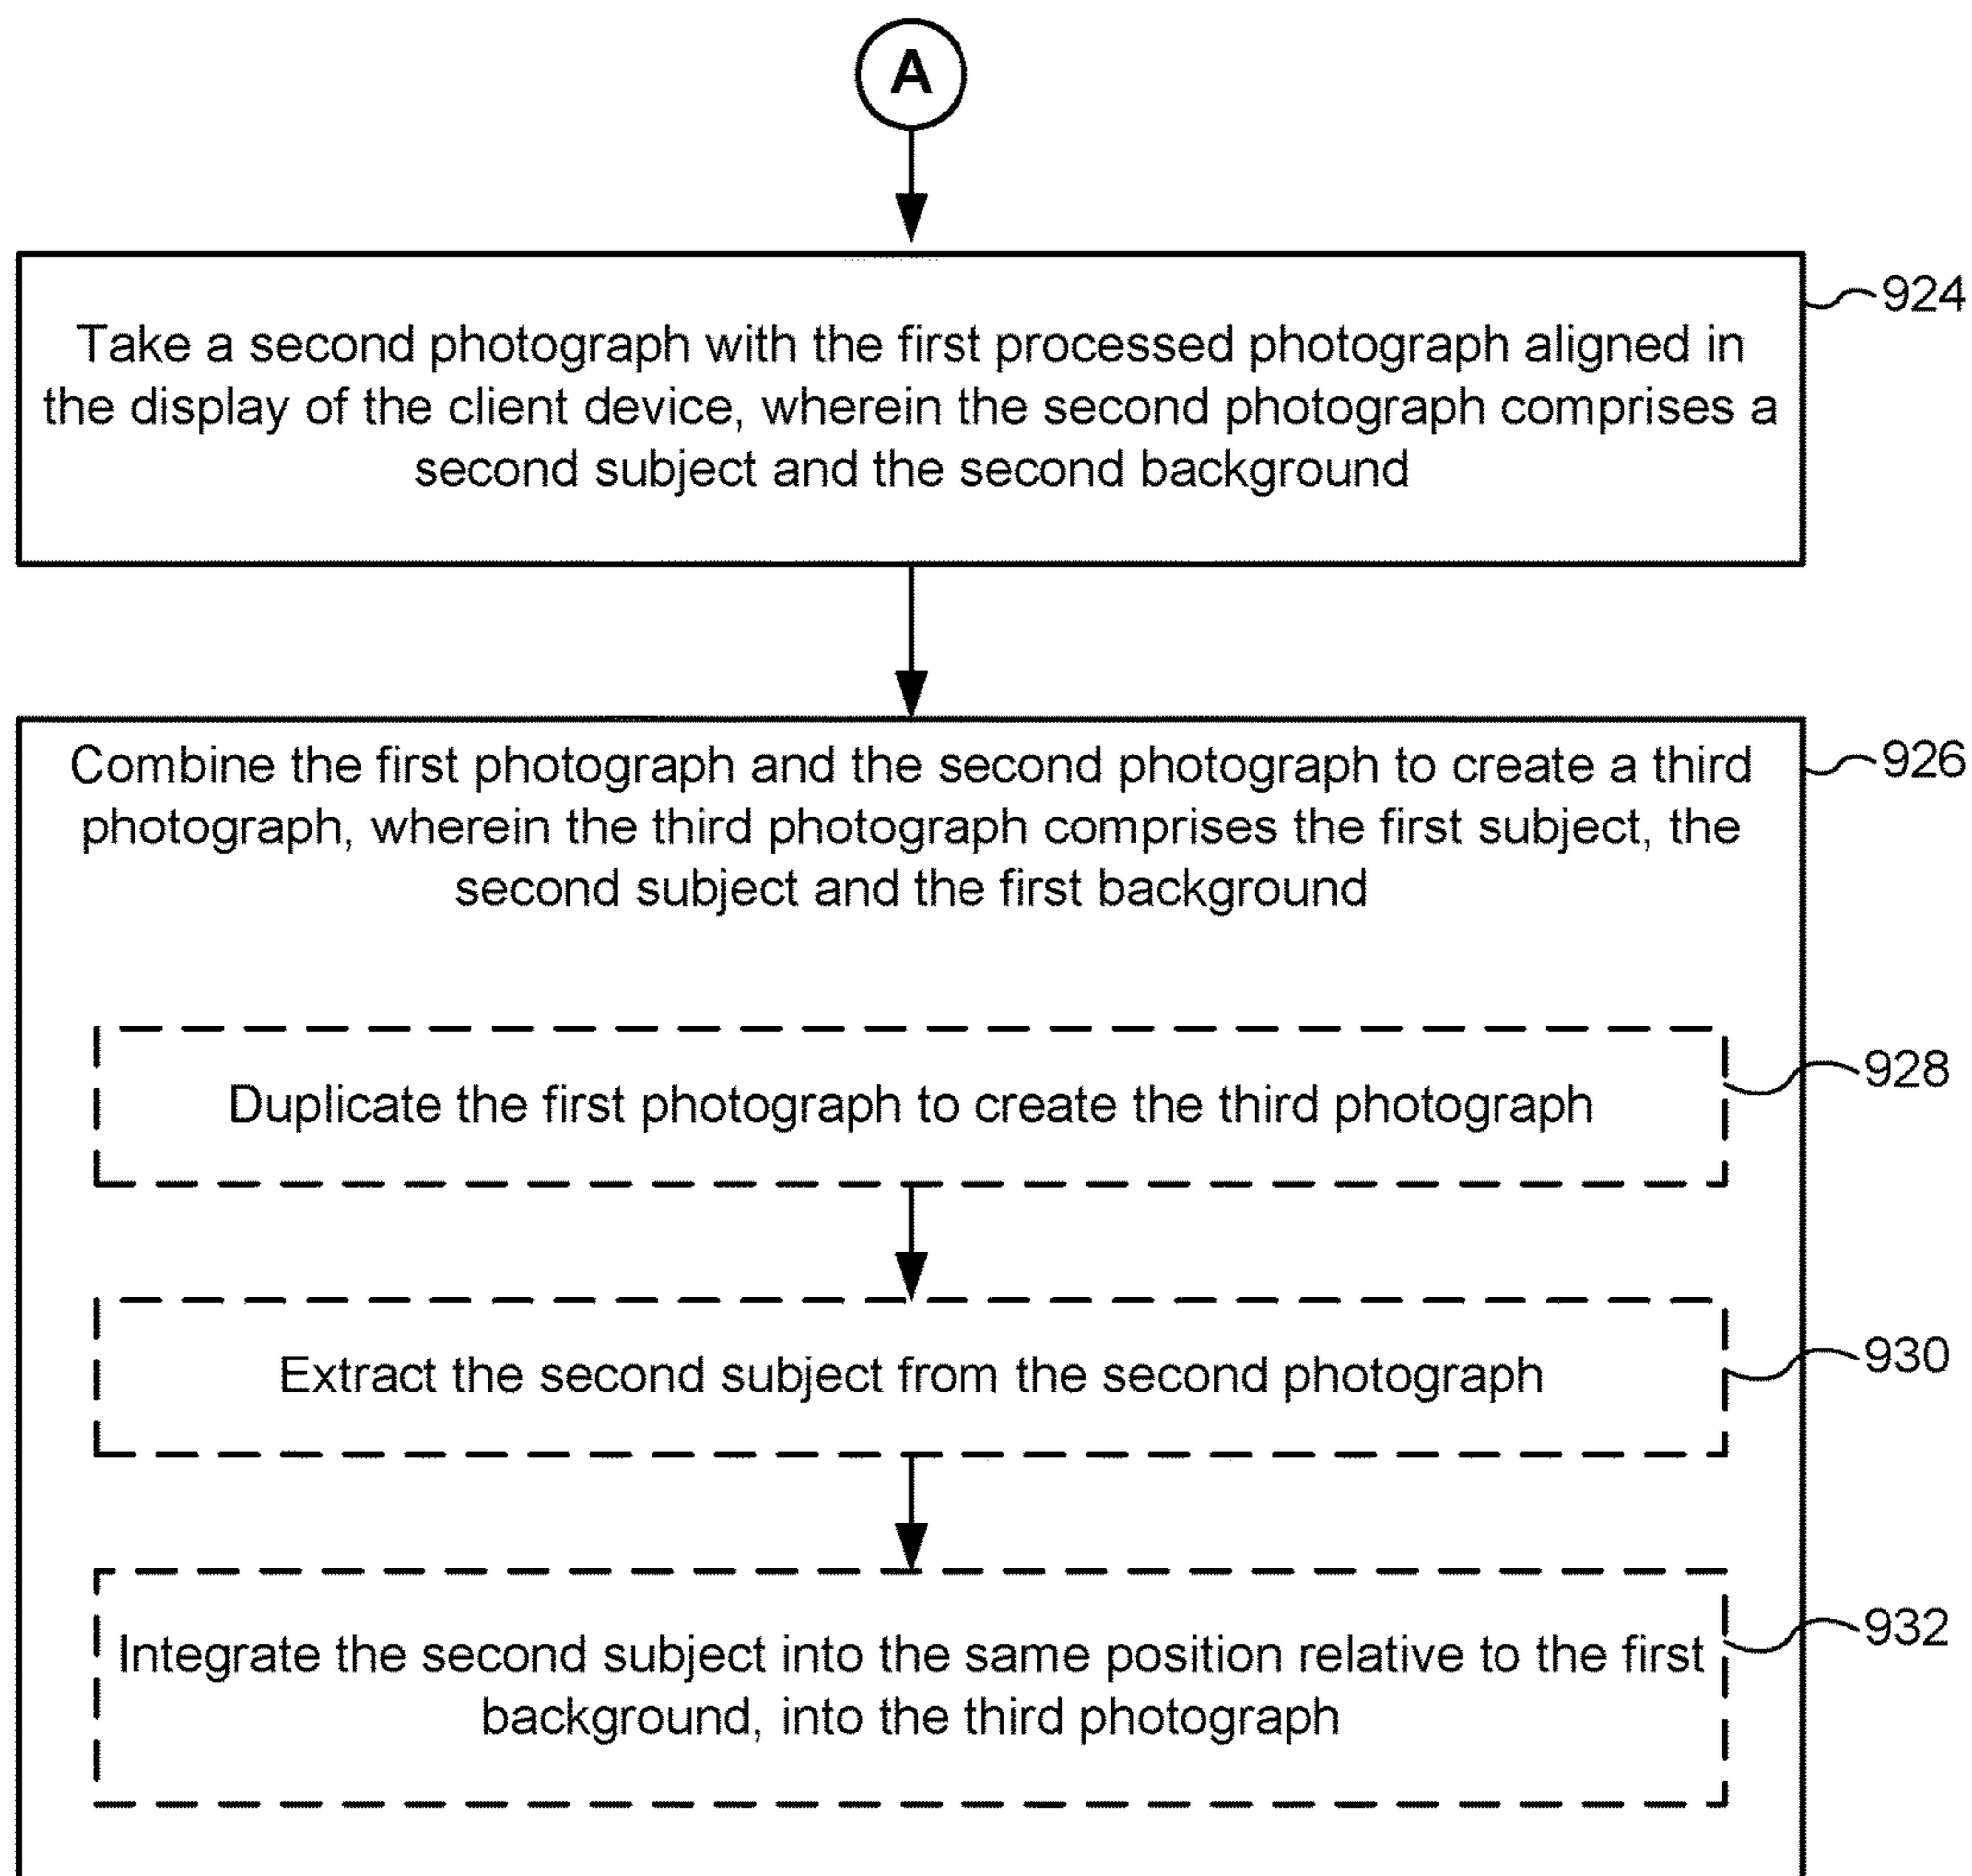 A
924
Take a second photograph with the first processed photograph aligned in
the display of the client device, wherein the second photograph comprises a
second subject and the second background
926
Combine the first photograph and the second photograph to create a third
photograph, wherein the third photograph comprises the first subject, the
second subject and the first background
928
Duplicate the first photograph to create the third photograph
930
Extract the second subject from the second photograph
932
Integrate the second subject into the same position relative to the first
background, into the third photograph